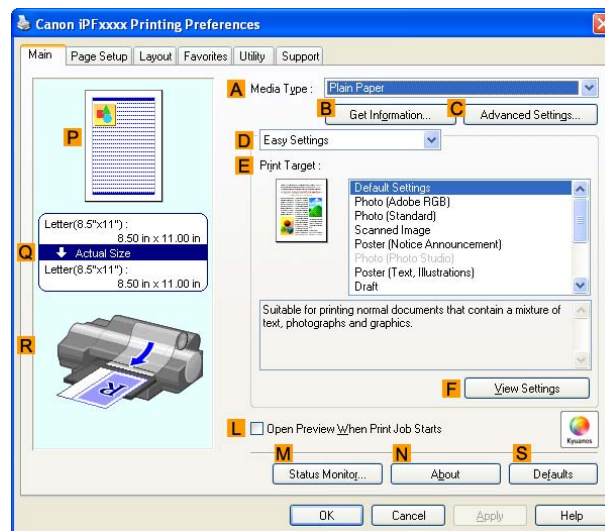 Canon iPFxxxx Printing Preferences
Main Page Setup Layout Favorites Utility Support
A Media Type : Plain Paper
B Get Information... C Advanced Settings...
D Easy Settings
E Print Target :
Default Settings
Photo (Adobe RGB)
Photo (Standard)
Scanned Image
Poster (Notice Announcement)
Photo (Photo Studio)
Poster (Text, Illustrations)
Draft
Suitable for printing normal documents that contain a mixture of
text, photographs and graphics.
F View Settings
P
Q
Letter(8.5"x11") :
8.50 in x 11.00 in
Actual Size
Letter(8.5"x11") :
8.50 in x 11.00 in
R
R
L Open Preview When Print Job Starts
Kyuanos
M Status Monitor... N About S Defaults
OK Cancel Apply Help